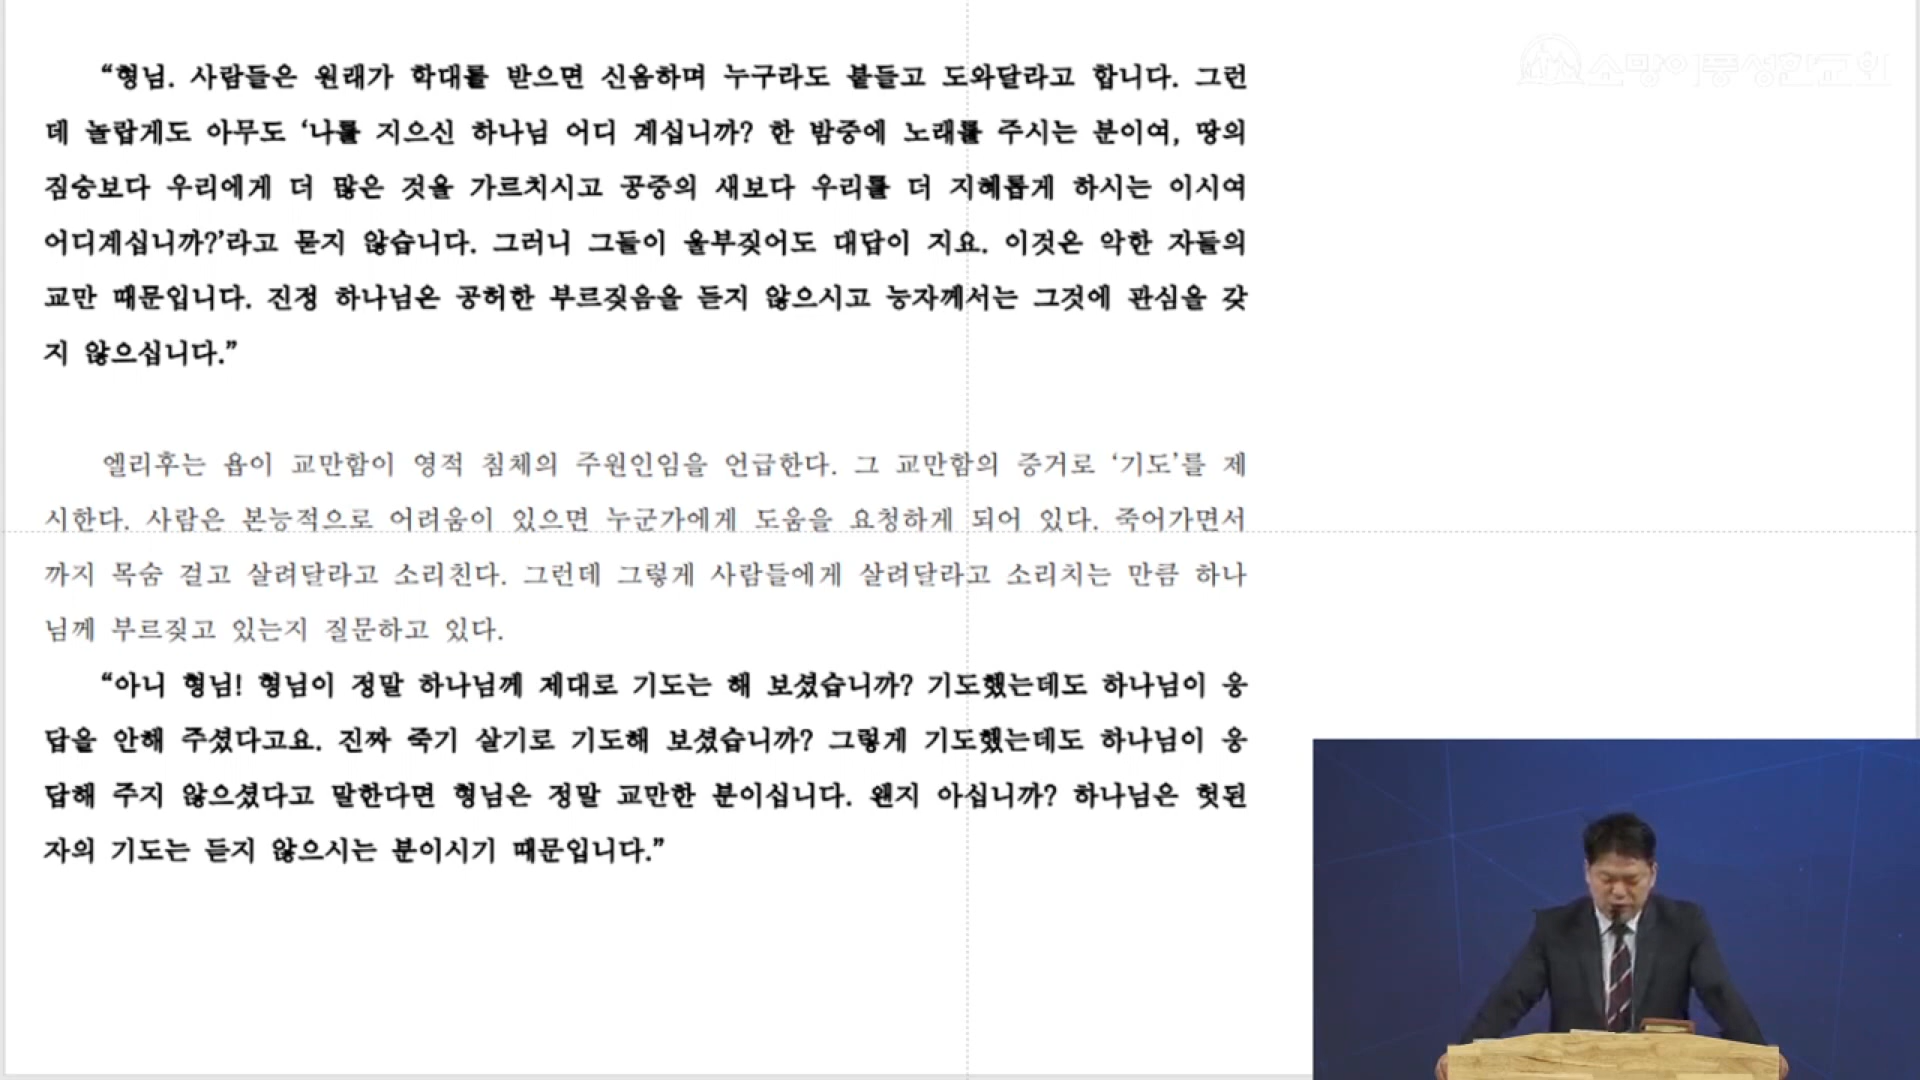 “형님. 사람들은 원래가 학대를 받으면 신음하며 누구라도 붙들고 도와달라고 합니다. 그런
데 놀랍게도 아무도 ‘나를 지으신 하나님 어디 계십니까? 한 밤중에 노래를 주시는 분이여, 땅의
짐승보다 우리에게 더 많은 것을 가르치시고 공중의 새보다 우리를 더 지혜롭게 하시는 이시여
어디계십니까?’라고 묻지 않습니다. 그러니 그들이 울부짖어도 대답이 지요. 이것은 악한 자들의
교만 때문입니다. 진정 하나님은 공허한 부르짖음을 듣지 않으시고 능자께서는 그것에 관심을 갖
지 않으십니다.”
엘리후는 욥이 교만함이 영적 침체의 주원인임을 언급한다. 그 교만함의 증거로 ‘기도’를 제
시한다. 사람은 본능적으로 어려움이 있으면 누군가에게 도움을 요청하게 되어 있다. 죽어가면서
까지 목숨 걸고 살려달라고 소리친다. 그런데 그렇게 사람들에게 살려달라고 소리치는 만큼 하나
님께 부르짖고 있는지 질문하고 있다.
“아니 형님! 형님이 정말 하나님께 제대로 기도는 해 보셨습니까? 기도했는데도 하나님이 응
답을 안해 주셨다고요. 진짜 죽기 살기로 기도해 보셨습니까? 그렇게 기도했는데도 하나님이 응
답해 주지 않으셨다고 말한다면 형님은 정말 교만한 분이십니다. 왠지 아십니까? 하나님은 헛된
자의 기도는 듣지 않으시는 분이시기 때문입니다.”
소망이풍성한교회